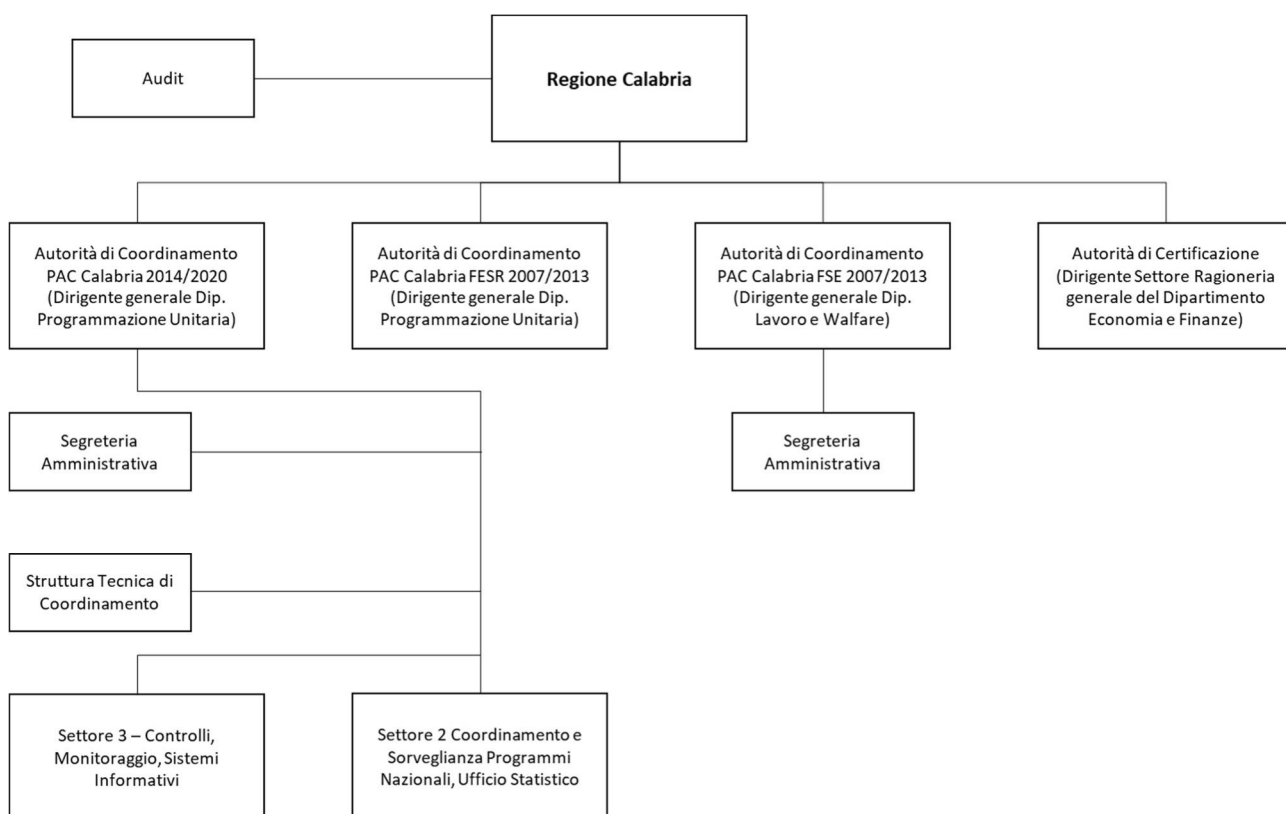 Audit
Regione Calabria
Autorità di Coordinamento
PAC Calabria 2014/2020
(Dirigente generale Dip.
Programmazione Unitaria)
Autorità di Coordinamento
PAC Calabria FESR 2007/2013
(Dirigente generale Dip.
Programmazione Unitaria)
Autorità di Coordinamento
PAC Calabria FSE 2007/2013
(Dirigente generale Dip.
Lavoro e Walfare)
Autorità di Certificazione
(Dirigente Settore Ragioneria
generale del Dipartimento
Economia e Finanze)
Segreteria
Amministrativa
Segreteria
Amministrativa
Struttura Tecnica di
Coordinamento
Settore 3 – Controlli,
Monitoraggio, Sistemi
Informativi
Settore 2 Coordinamento e
Sorveglianza Programmi
Nazionali, Ufficio Statistico